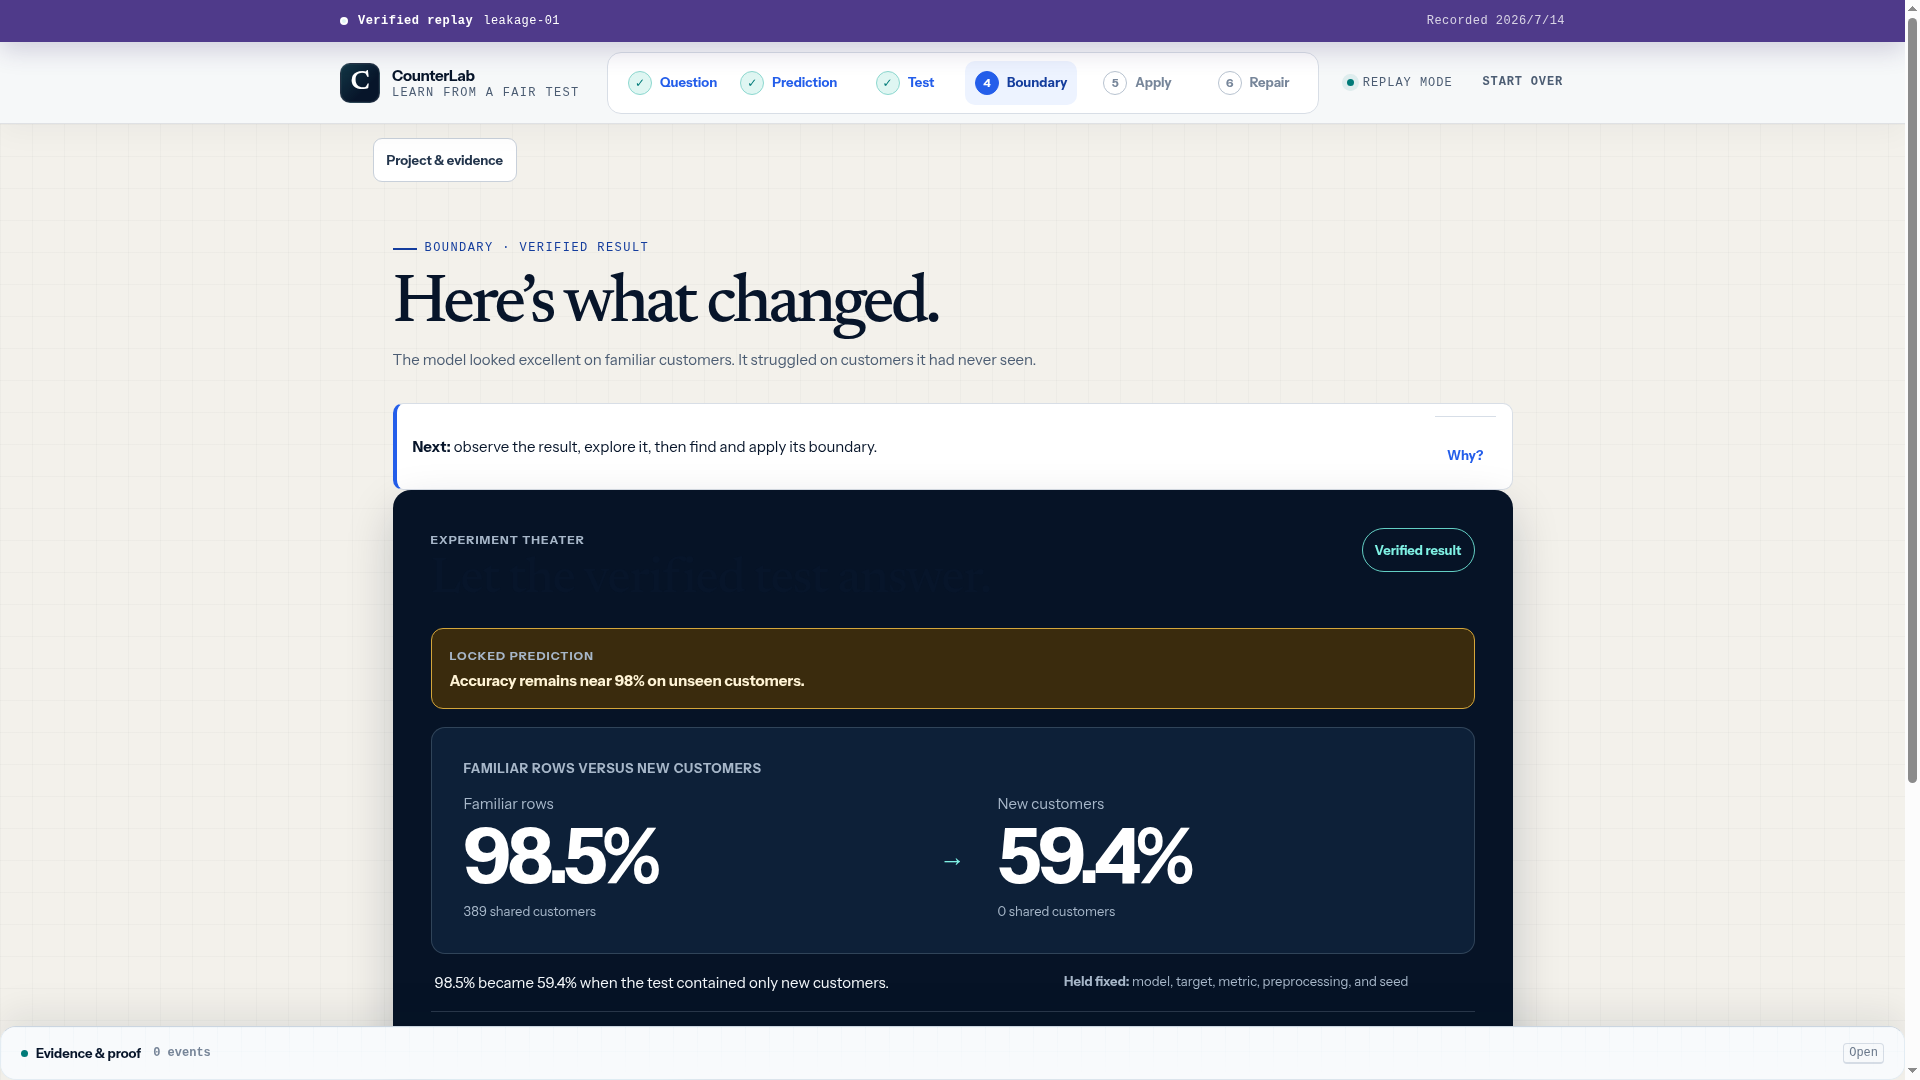 Verified replay leakage-01
Recorded 2026/7/14
C
CounterLab
LEARN FROM A FAIR TEST
✓ Question
✓ Prediction
✓ Test
4 Boundary
5 Apply
6 Repair
REPLAY MODE
START OVER
Project & evidence
BOUNDARY · VERIFIED RESULT
Here’s what changed.
The model looked excellent on familiar customers. It struggled on customers it had never seen.
Next: observe the result, explore it, then find and apply its boundary.
Why?
EXPERIMENT THEATER
Let the verified test answer.
Verified result
LOCKED PREDICTION
Accuracy remains near 98% on unseen customers.
FAMILIAR ROWS VERSUS NEW CUSTOMERS
Familiar rows
98.5%
389 shared customers
→
New customers
59.4%
0 shared customers
98.5% became 59.4% when the test contained only new customers.
Held fixed: model, target, metric, preprocessing, and seed
Evidence & proof 0 events
Open